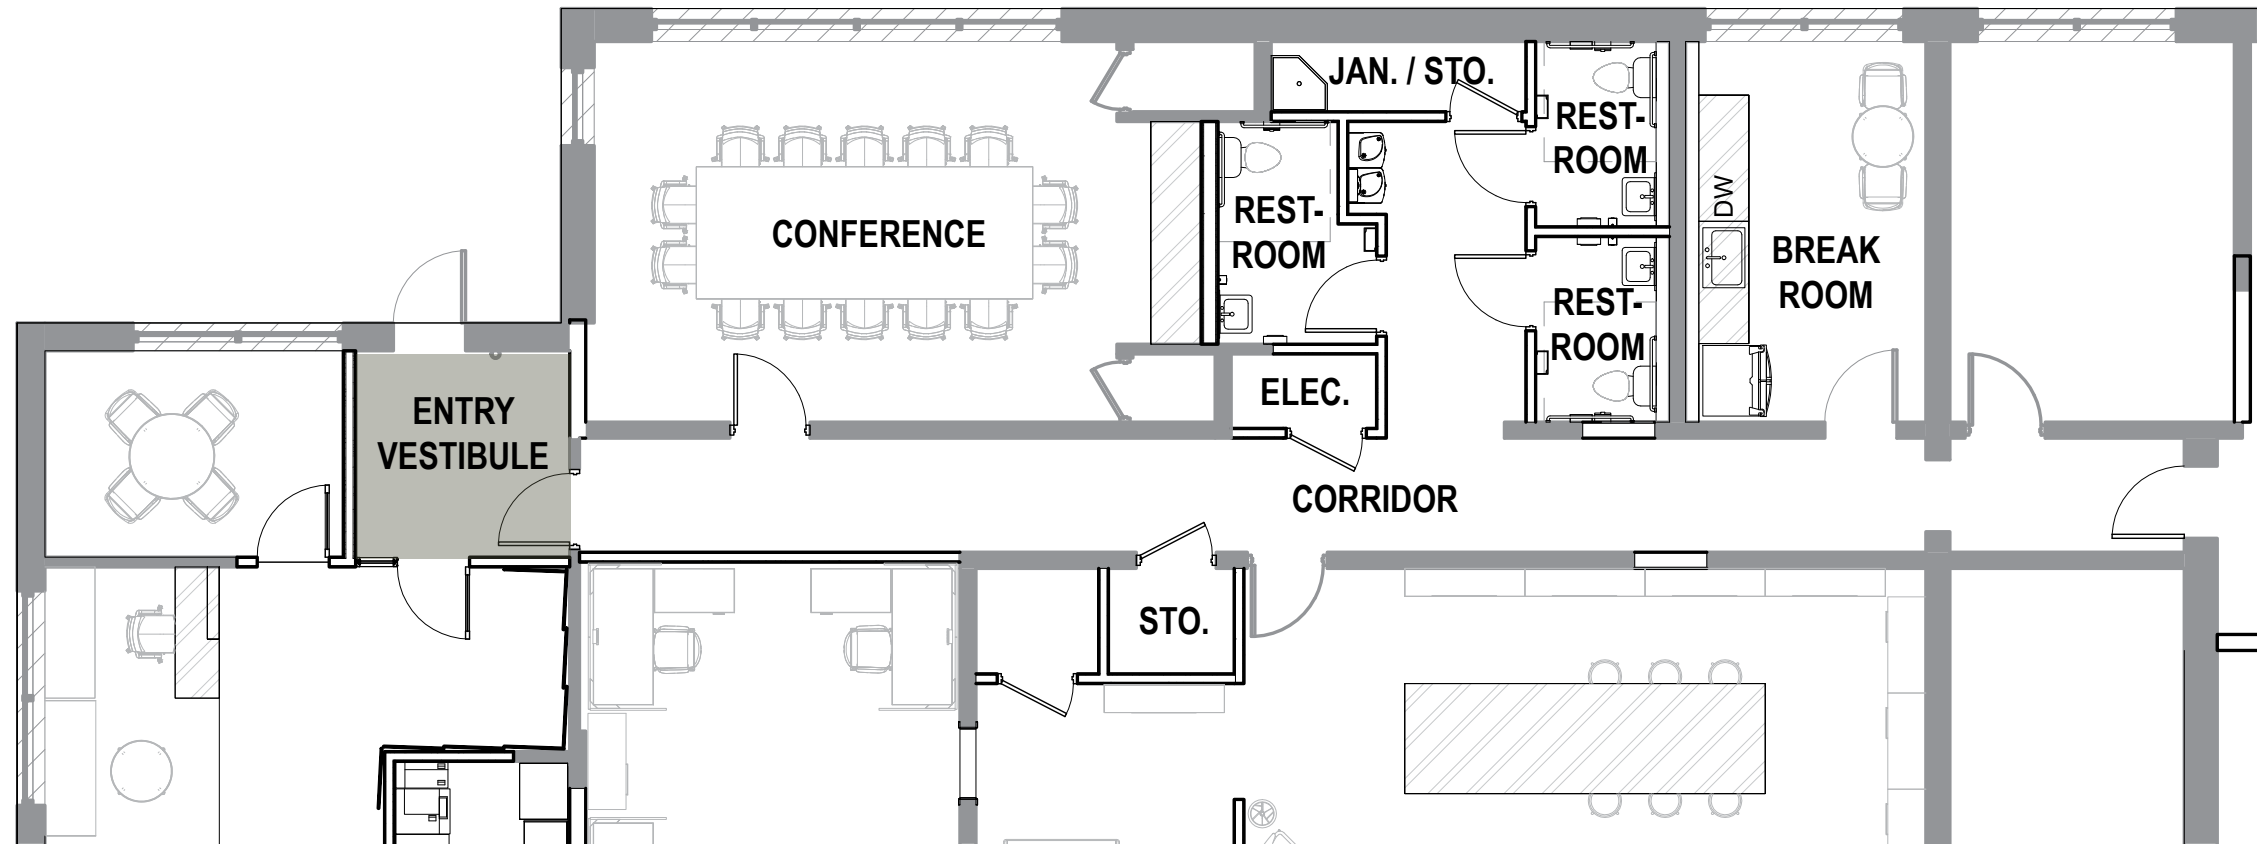 JAN. / STO.
REST-
ROOM
CONFERENCE
REST-
ROOM
DW
BREAK
ROOM
REST-
ROOM
ELEC.
ENTRY
VESTIBULE
CORRIDOR
STO.